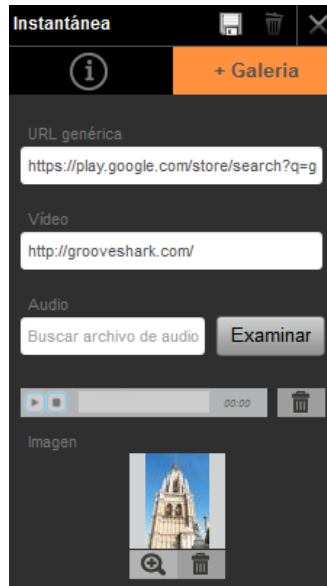 Instantánea
+ Galeria
URL genérica
https://play.google.com/store/search?q=g
Vídeo
http://grooveshark.com/
Audio
Buscar archivo de audio
Examinar
00:00
Imagen